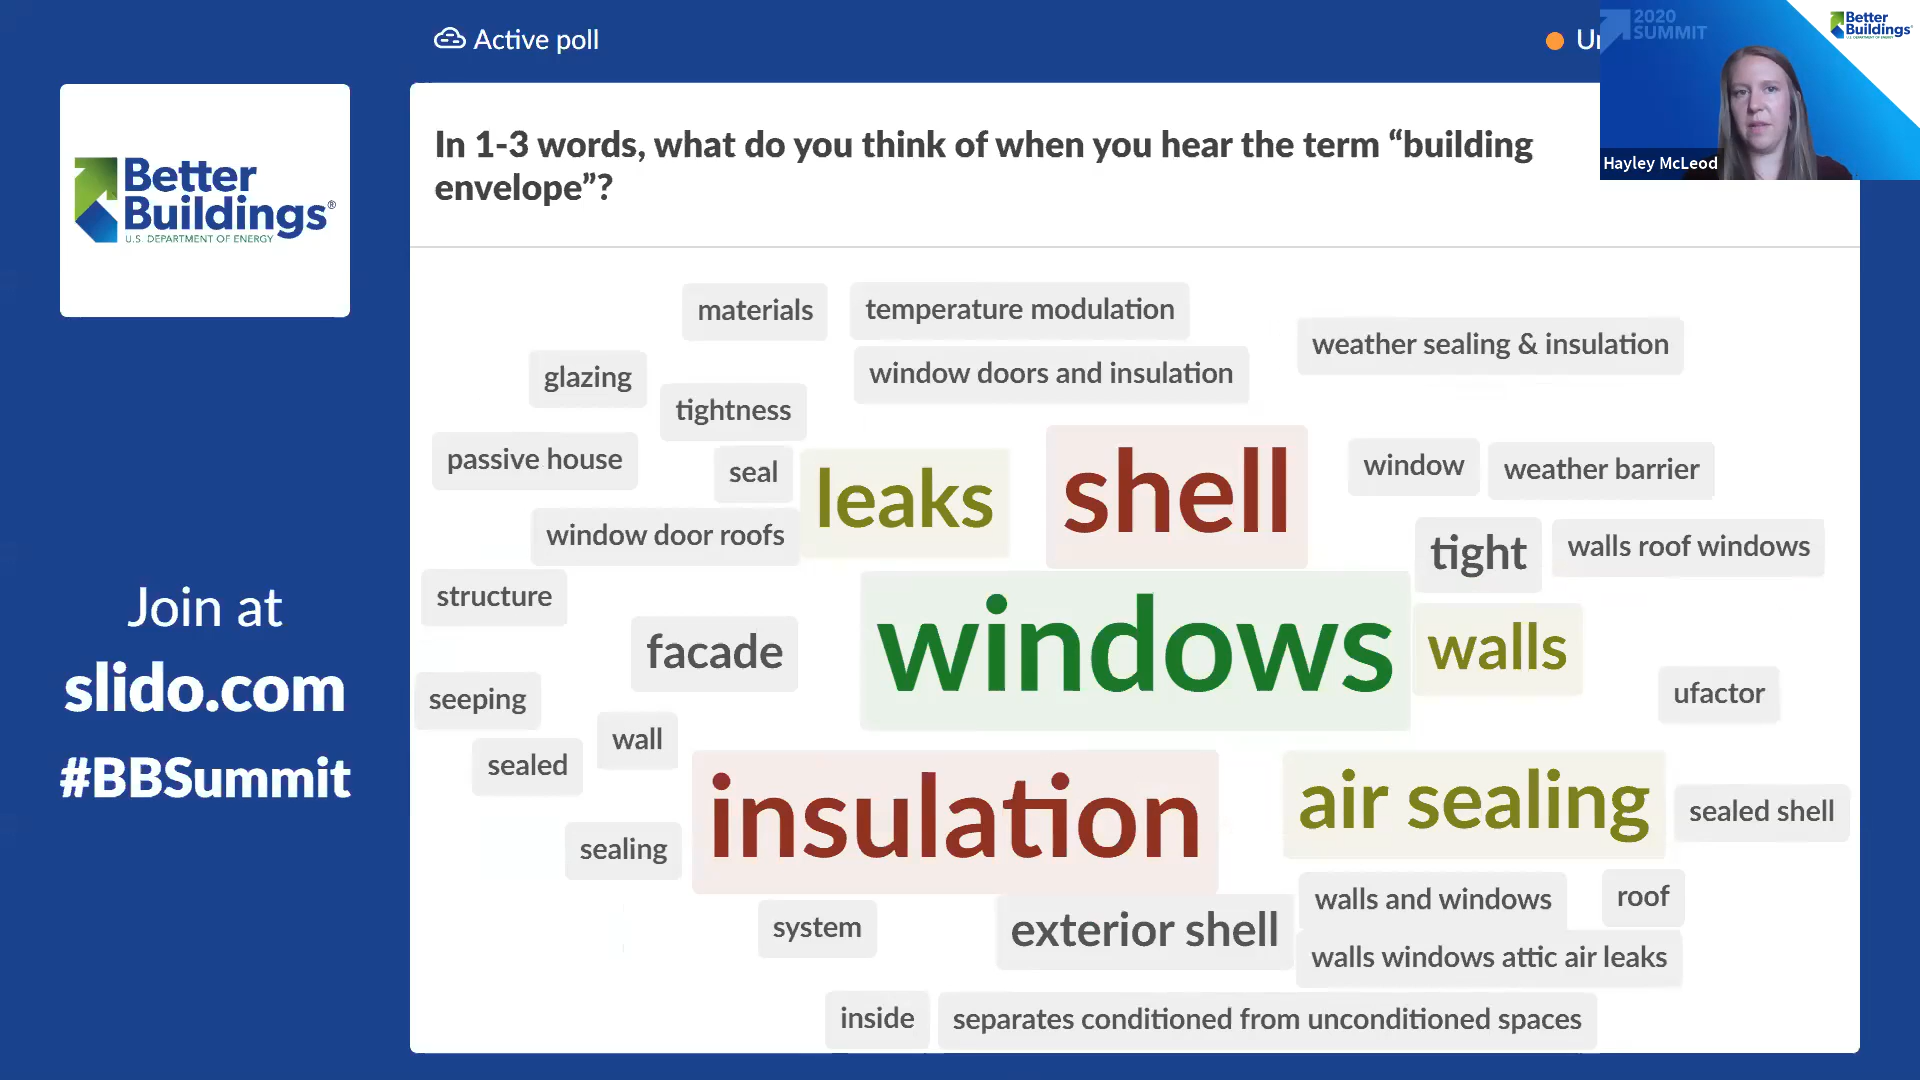 Active poll
2020
SUMMIT
Better
Buildings®
U.S. DEPARTMENT OF ENERGY
Hayley McLeod
Better
Buildings®
U.S. DEPARTMENT OF ENERGY
In 1-3 words, what do you think of when you hear the term “building
envelope”?
materials
temperature modulation
weather sealing & insulation
glazing
window doors and insulation
tightness
passive house
seal
leaks
shell
window
weather barrier
window door roofs
tight
walls roof windows
structure
facade
windows
walls
ufactor
seeping
wall
sealed
insulation
air sealing
sealed shell
sealing
system
exterior shell
walls and windows
roof
walls windows attic air leaks
inside
separates conditioned from unconditioned spaces
Join at
slido.com
#BBSummit